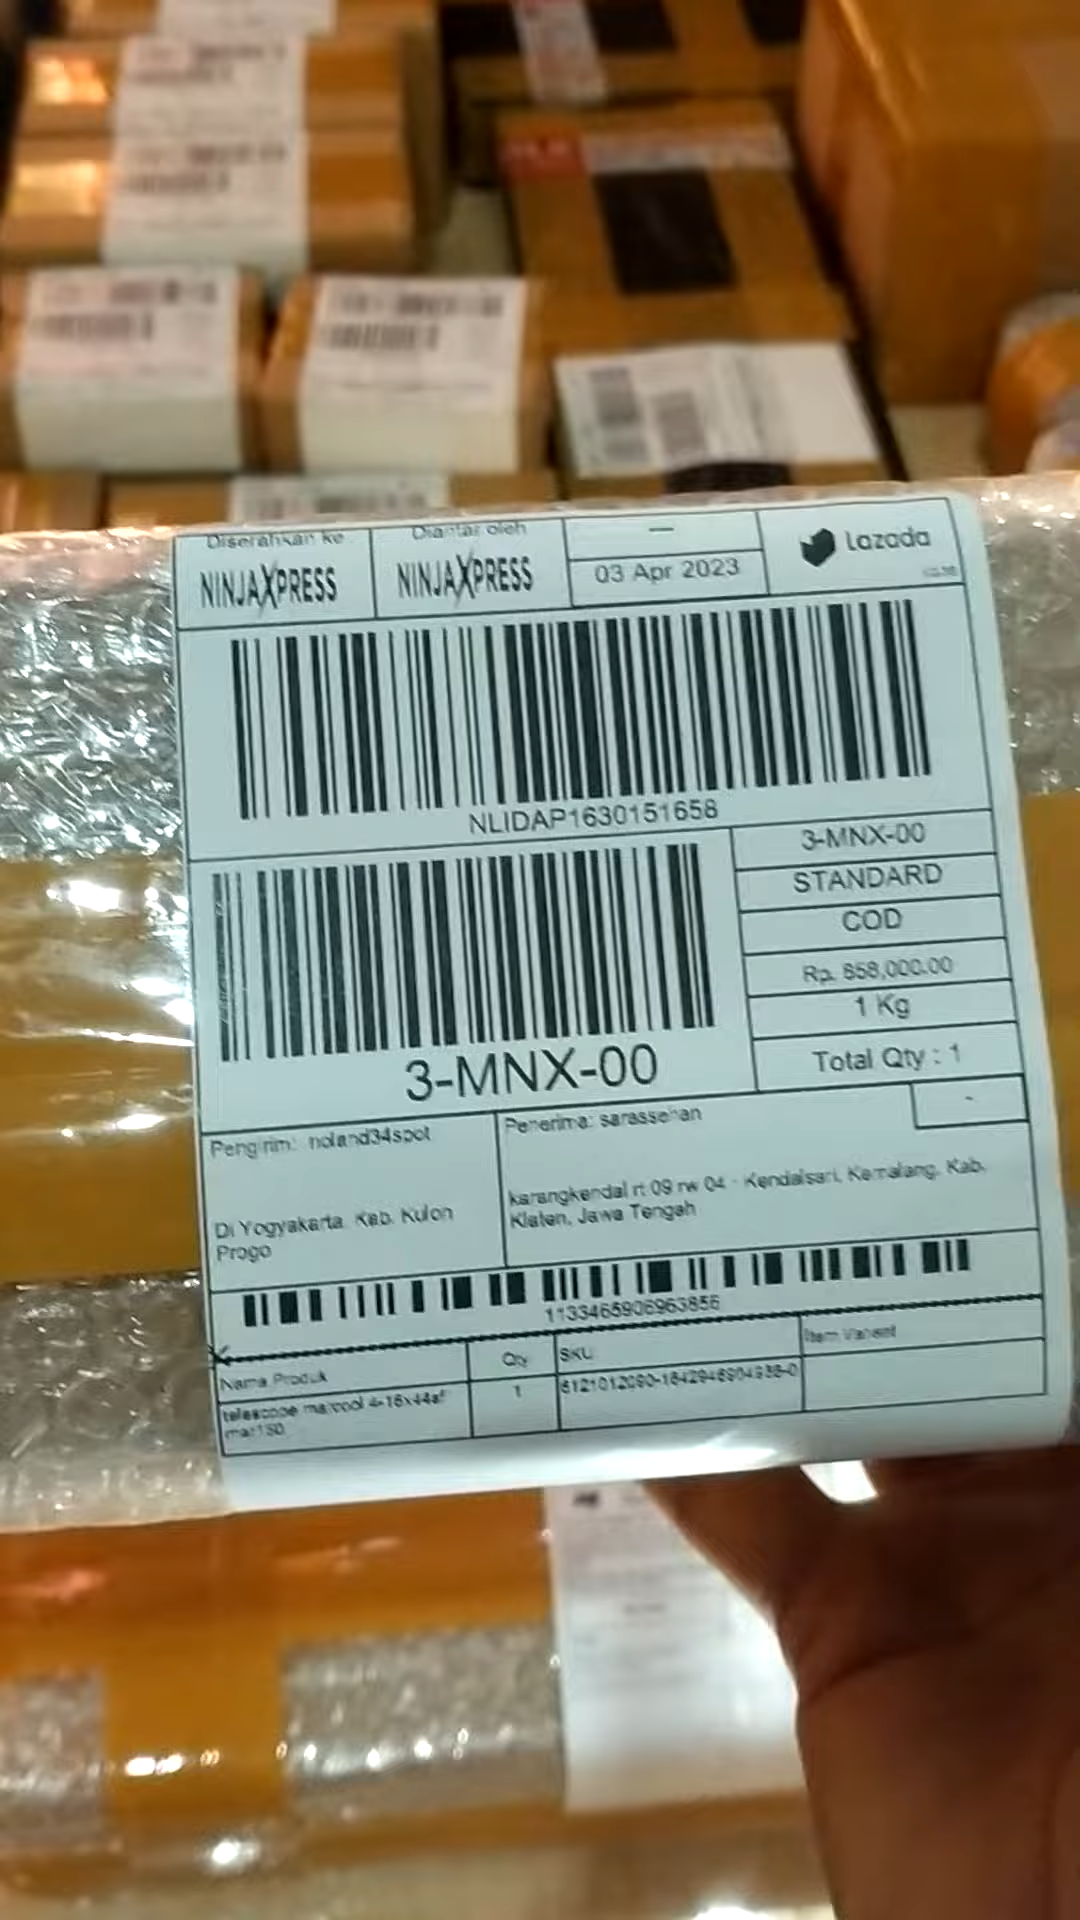 Diserahkan ke
NINJAXPRESS
Diantar oleh
NINJAXPRESS
03 Apr 2023
Lazada
NLIDAP1630151658
3-MNX-00
STANDARD
COD
Rp. 858,000.00
1 Kg
Total Qty : 1
3-MNX-00
Pengirim: noland34spot
Di Yogyakarta. Kab. Kulon
Progo
Penerima: sarassehan
karangkendal rt 09 rw 04 - Kendalsari, Kemalang, Kab.
Klaten, Jawa Tengah
1133465906963856
Nama Produk
Qty
SKU
Item Variant
telescope marcool 4-16x44sf
mar150
1